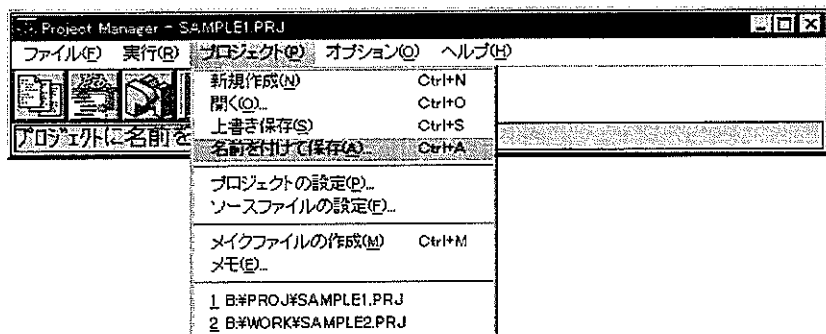 Project Manager - SAMPLE1.PRJ
ファイル(F) 実行(R) プロジェクト(P) オプション(O) ヘルプ(H)
新規作成(N) Ctrl+N
開く(O)... Ctrl+O
上書き保存(S) Ctrl+S
プロジェクトに名前を
名前を付けて保存(A)... Ctrl+A
プロジェクトの設定(P)...
ソースファイルの設定(F)...
メイクファイルの作成(M) Ctrl+M
メモ(E)...
1 B:¥PROJ¥SAMPLE1.PRJ
2 B:¥WORK¥SAMPLE2.PRJ